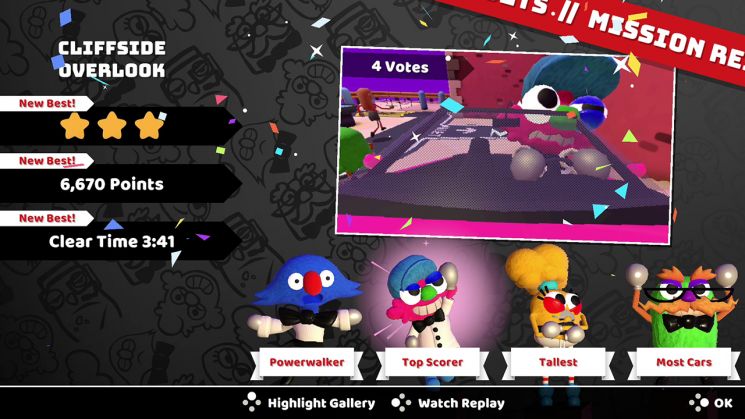 MISSION RE
CLIFFSIDE
OVERLOOK
4 Votes
New Best!
New Best!
6,670 Points
New Best!
Clear Time 3:41
Powerwalker
Top Scorer
Tallest
Most Cars
Highlight Gallery
Watch Replay
OK